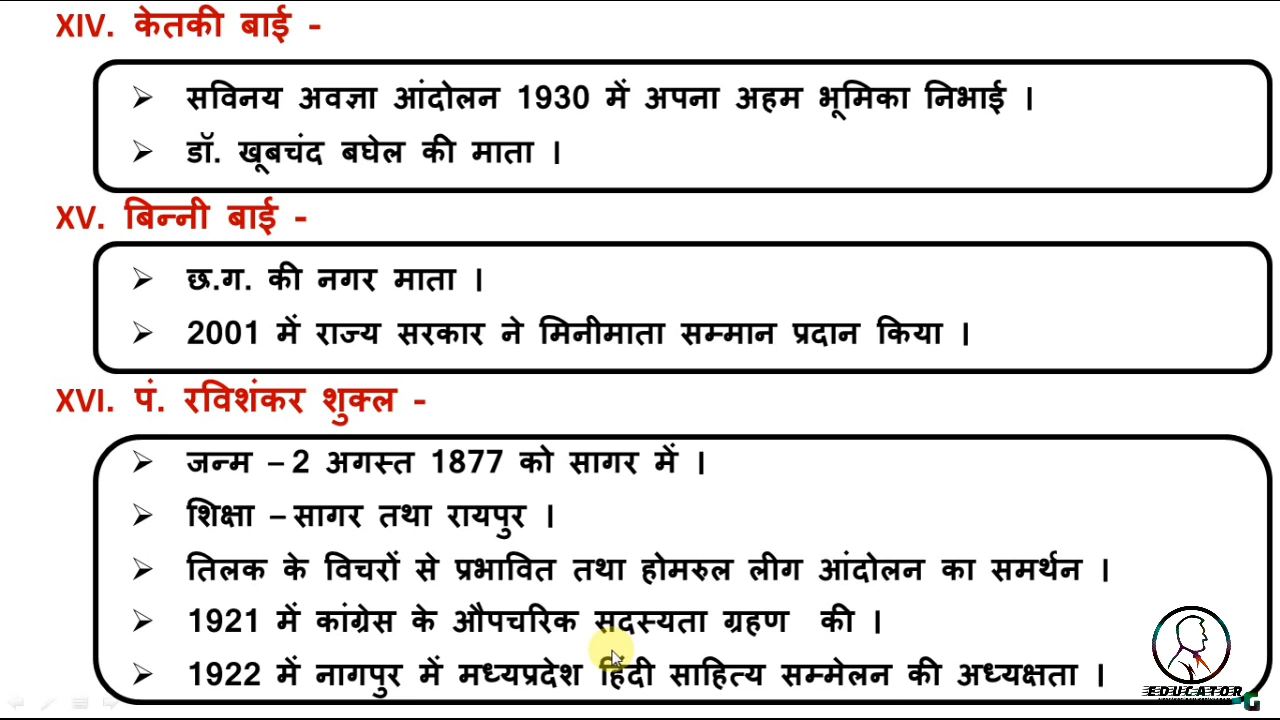 XIV. केतकी बाई -
➢ सविनय अवज्ञा आंदोलन 1930 में अपना अहम भूमिका निभाई ।
➢ डॉ. खूबचंद बघेल की माता ।
XV. बिन्नी बाई -
➢ छ.ग. की नगर माता ।
➢ 2001 में राज्य सरकार ने मिनीमाता सम्मान प्रदान किया ।
XVI. पं. रविशंकर शुक्ल -
➢ जन्म – 2 अगस्त 1877 को सागर में ।
➢ शिक्षा – सागर तथा रायपुर ।
➢ तिलक के विचरों से प्रभावित तथा होमरुल लीग आंदोलन का समर्थन ।
➢ 1921 में कांग्रेस के औपचरिक सदस्यता ग्रहण की ।
➢ 1922 में नागपुर में मध्यप्रदेश हिंदी साहित्य सम्मेलन की अध्यक्षता ।
EDUCATOR
G